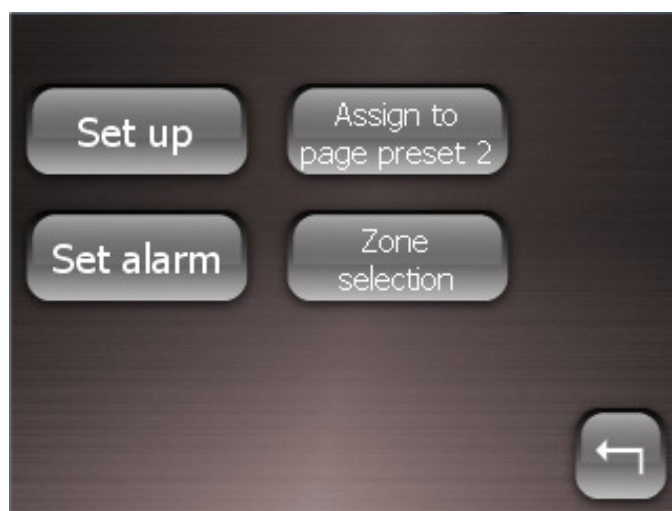 Set up
Assign to
page preset 2
Set alarm
Zone
selection